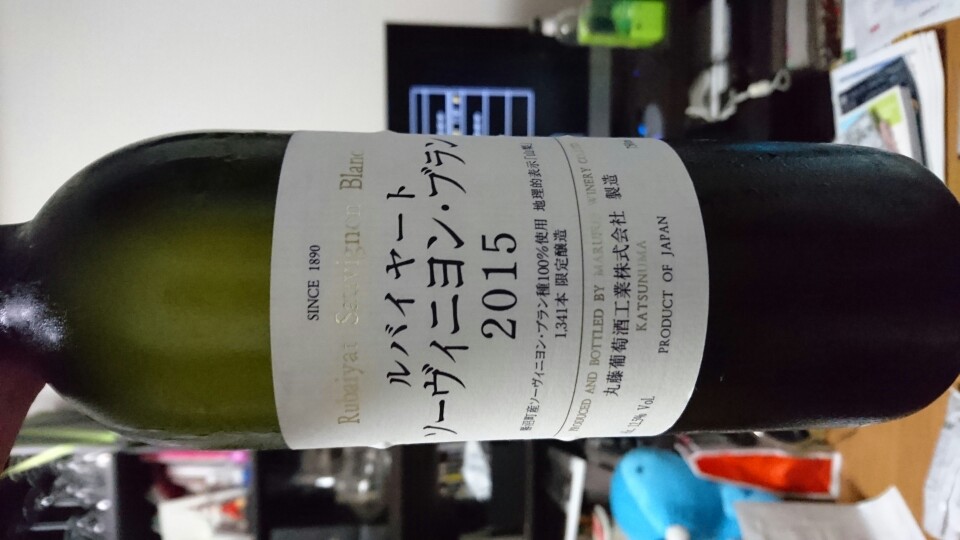 SINCE 1890
Rubaiyat Sauvignon Blanc
ルバイヤート
ソーヴィニヨン・ブラン
2015
ソーヴィニヨン・ブラン種100%使用 地理的表示「山梨」
1,341本 限定醸造
PRODUCED AND BOTTLED BY MARUFUJI WINERY CO.
丸藤葡萄酒工業株式会社 製造
KATSUNUMA
PRODUCT OF JAPAN